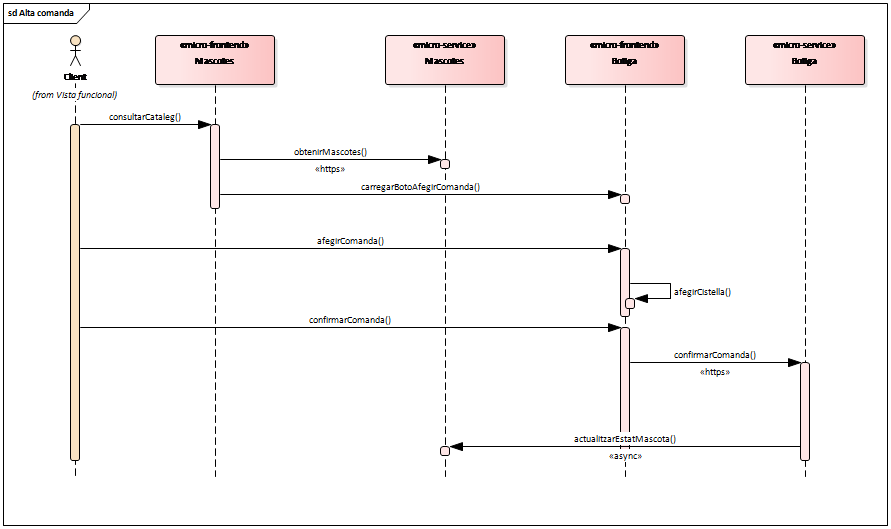 sd Alta comanda
«micro-frontend»
Mascotes
«micro-service»
Mascotes
«micro-frontend»
Botiga
«micro-service»
Botiga
Client
(from Vista funcional)
consultarCataleg()
obtenirMascotes()
«https»
carregarBotoAfegirComanda()
afegirComanda()
afegirCistella()
confirmarComanda()
confirmarComanda()
«https»
actualitzarEstatMascota()
«async»